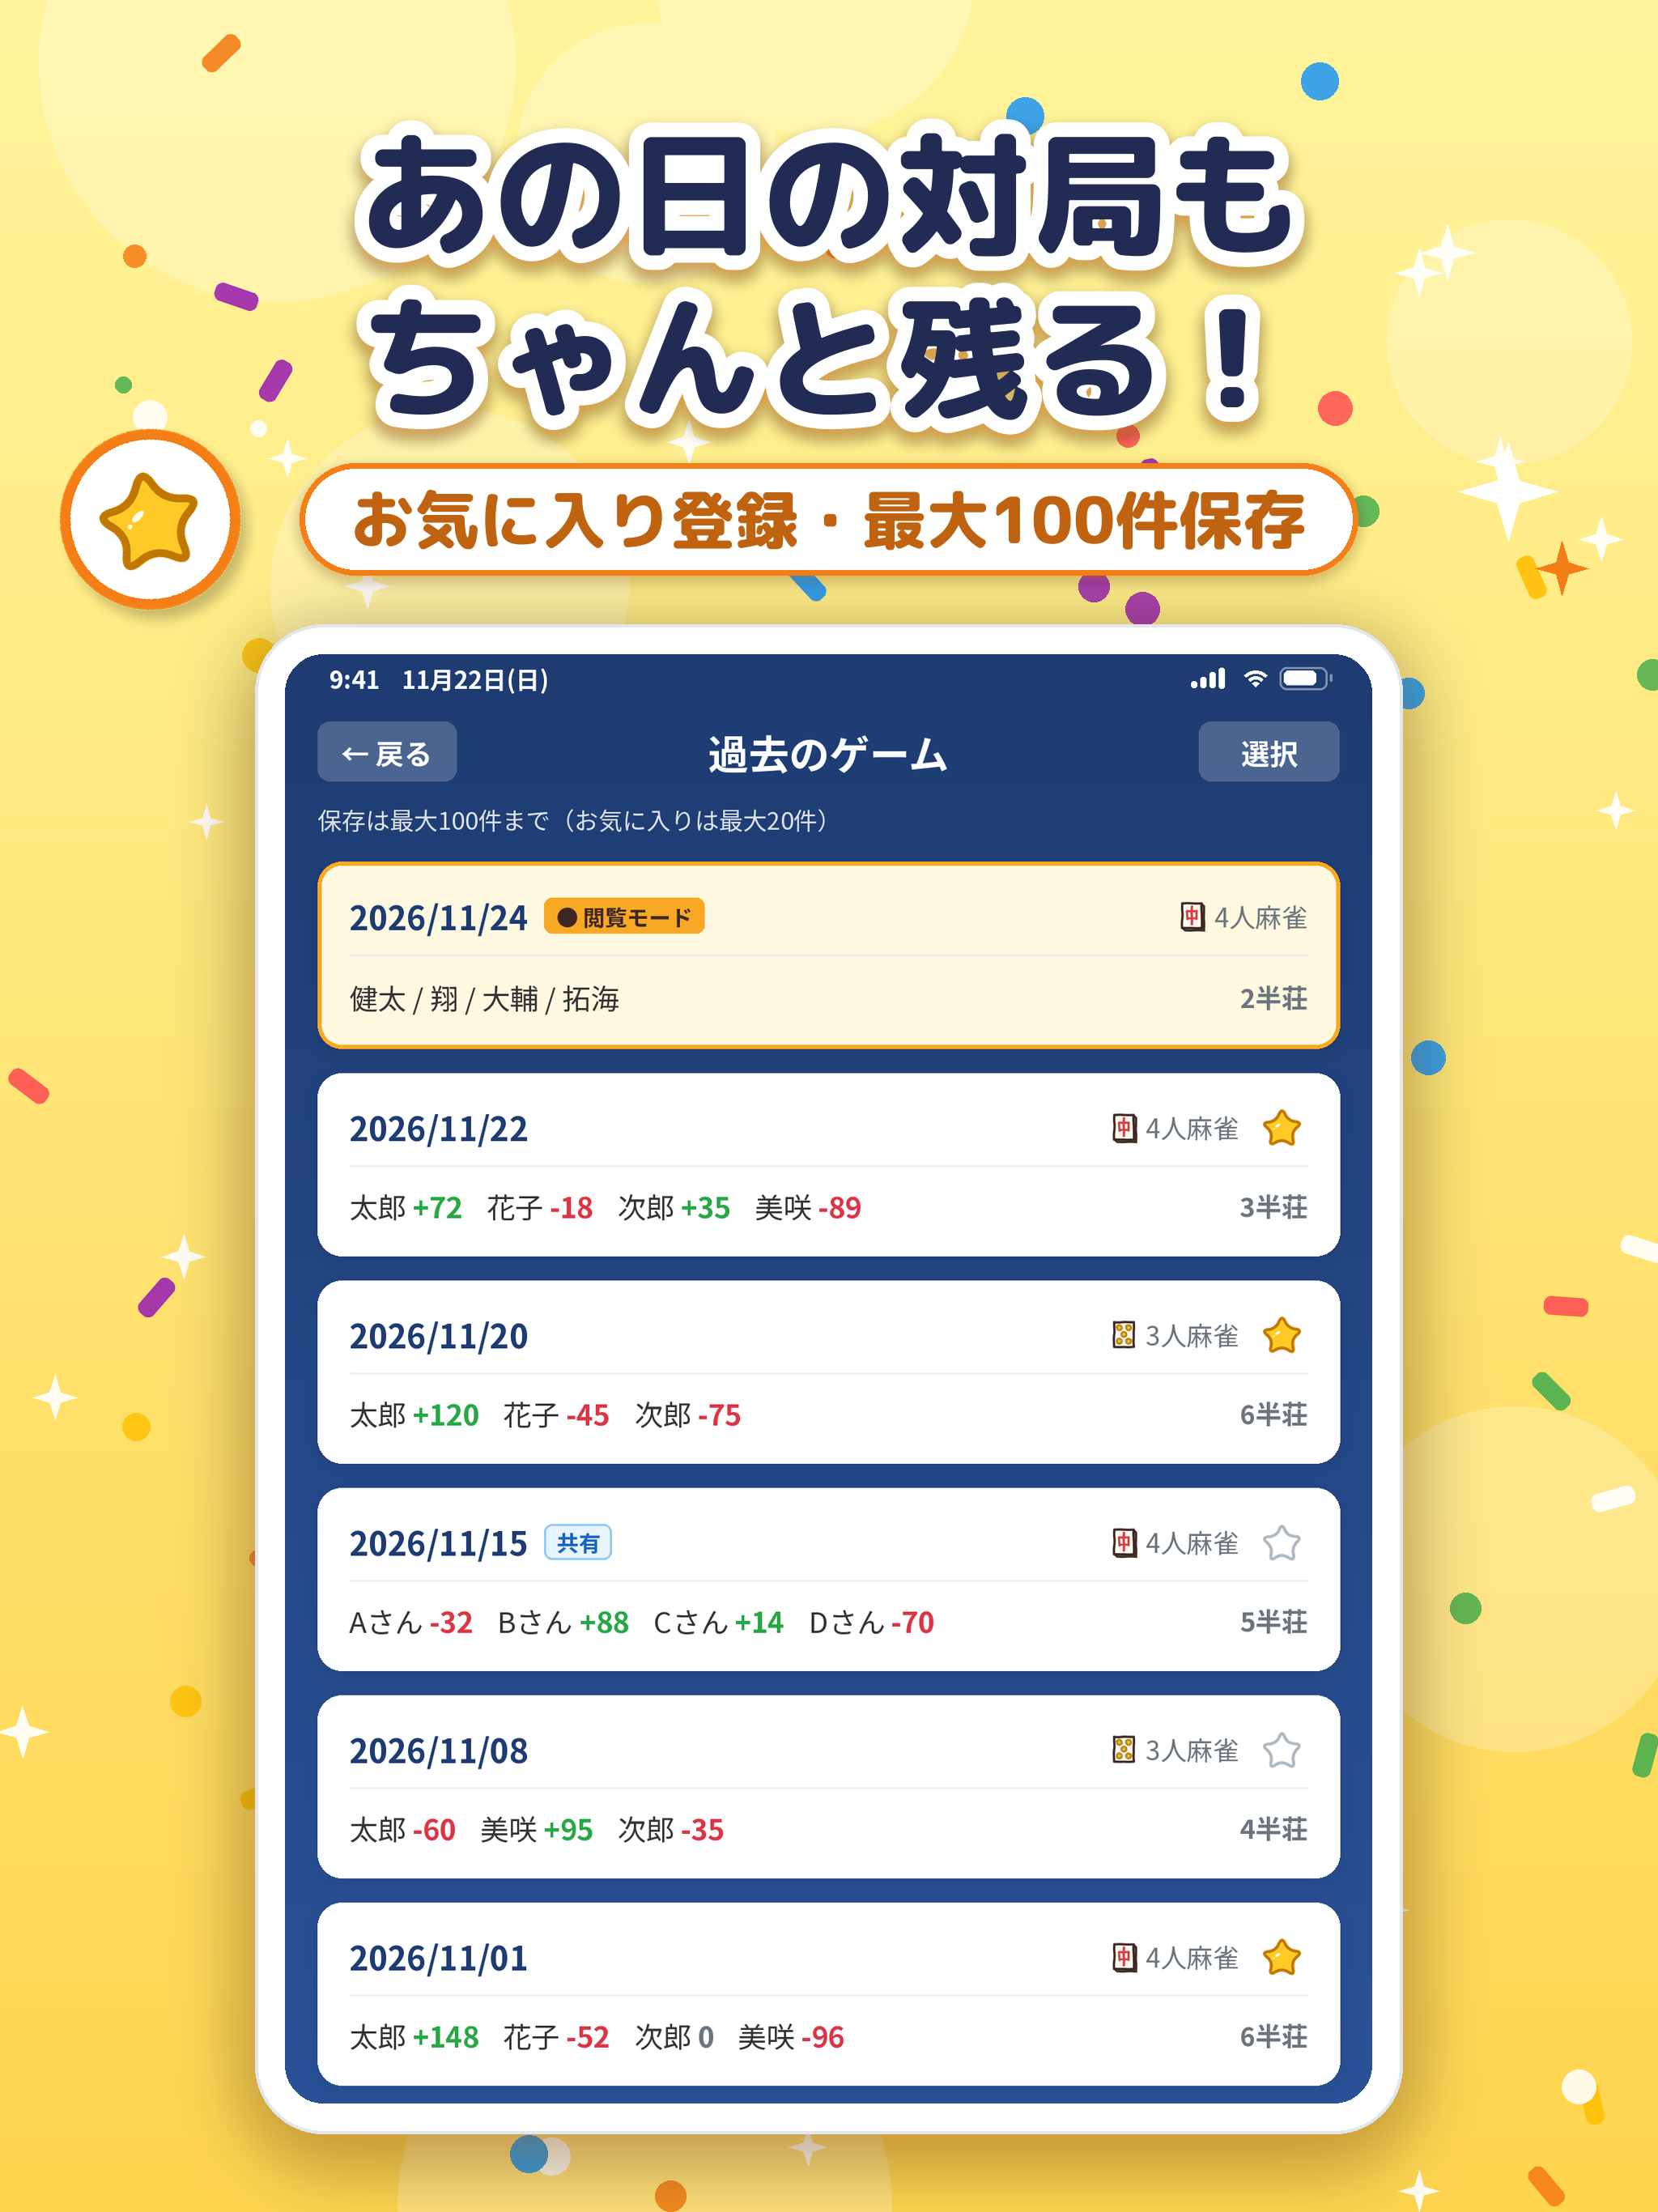 あの日の対局も
ちゃんと残る！
お気に入り登録・最大100件保存
9:41 11月22日(日)
← 戻る 過去のゲーム 選択
保存は最大100件まで（お気に入りは最大20件）
2026/11/24 ● 閲覧モード 中 4人麻雀
健太 / 翔 / 大輔 / 拓海 2半荘
2026/11/22 中 4人麻雀
太郎 +72 花子 -18 次郎 +35 美咲 -89 3半荘
2026/11/20 3人麻雀
太郎 +120 花子 -45 次郎 -75 6半荘
2026/11/15 共有 中 4人麻雀
Aさん -32 Bさん +88 Cさん +14 Dさん -70 5半荘
2026/11/08 3人麻雀
太郎 -60 美咲 +95 次郎 -35 4半荘
2026/11/01 中 4人麻雀
太郎 +148 花子 -52 次郎 0 美咲 -96 6半荘